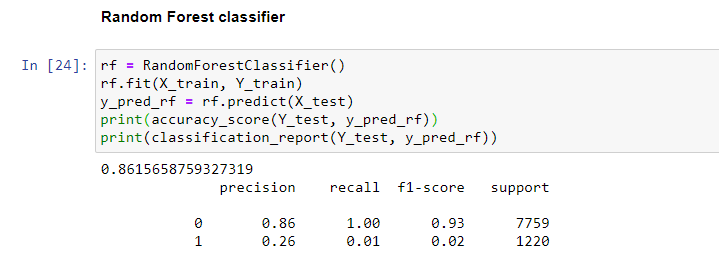 Random Forest classifier
In [24]: rf = RandomForestClassifier()
rf.fit(X_train, Y_train)
y_pred_rf = rf.predict(X_test)
print(accuracy_score(Y_test, y_pred_rf))
print(classification_report(Y_test, y_pred_rf))
0.8615658759327319
precision recall f1-score support
0 0.86 1.00 0.93 7759
1 0.26 0.01 0.02 1220